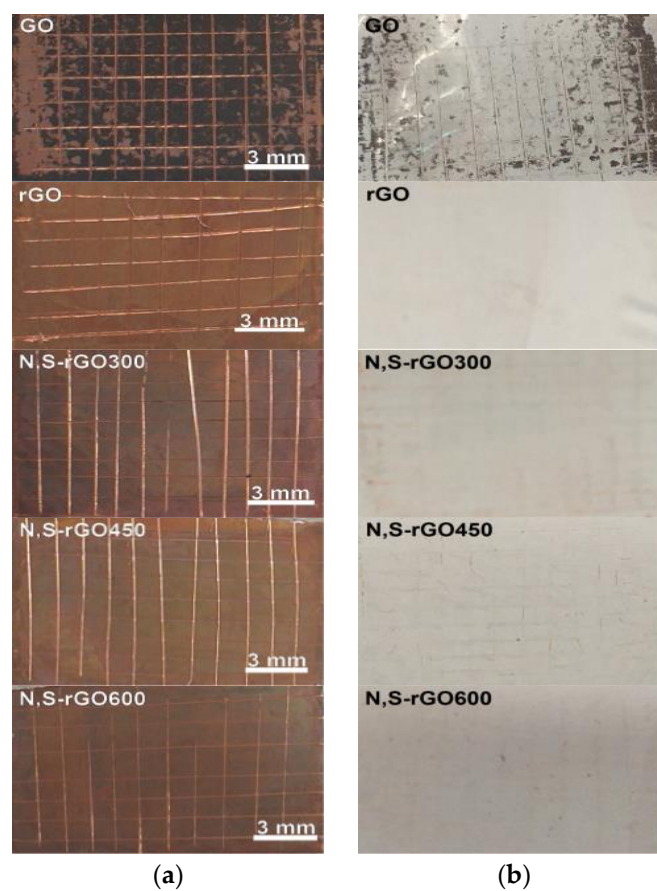 GO
3 mm
GO
rGO
3 mm
rGO
N,S-rGO300
3 mm
N,S-rGO300
N,S-rGO450
3 mm
N,S-rGO450
N,S-rGO600
3 mm
N,S-rGO600
(a)
(b)